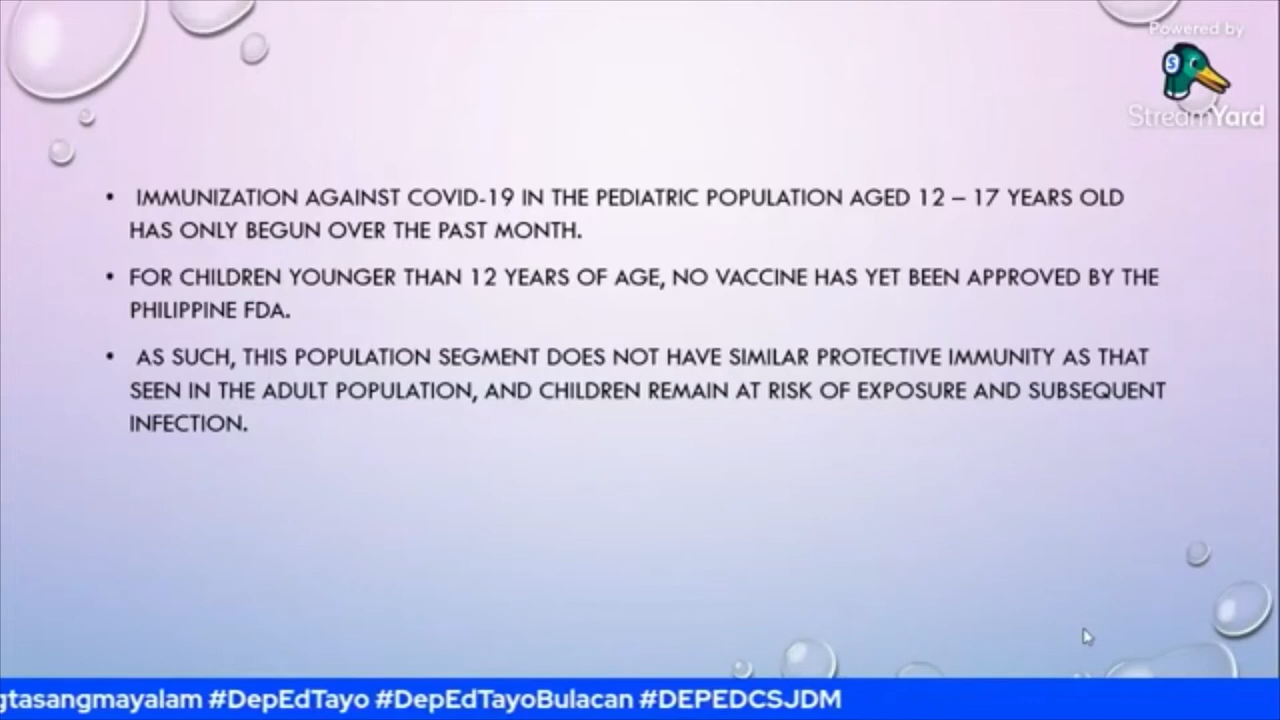 Powered by
StreamYard
• IMMUNIZATION AGAINST COVID-19 IN THE PEDIATRIC POPULATION AGED 12 – 17 YEARS OLD
HAS ONLY BEGUN OVER THE PAST MONTH.
• FOR CHILDREN YOUNGER THAN 12 YEARS OF AGE, NO VACCINE HAS YET BEEN APPROVED BY THE
PHILIPPINE FDA.
• AS SUCH, THIS POPULATION SEGMENT DOES NOT HAVE SIMILAR PROTECTIVE IMMUNITY AS THAT
SEEN IN THE ADULT POPULATION, AND CHILDREN REMAIN AT RISK OF EXPOSURE AND SUBSEQUENT
INFECTION.
gtasangmayalam #DepEdTayo #DepEdTayoBulacan #DEPEDCSJDM